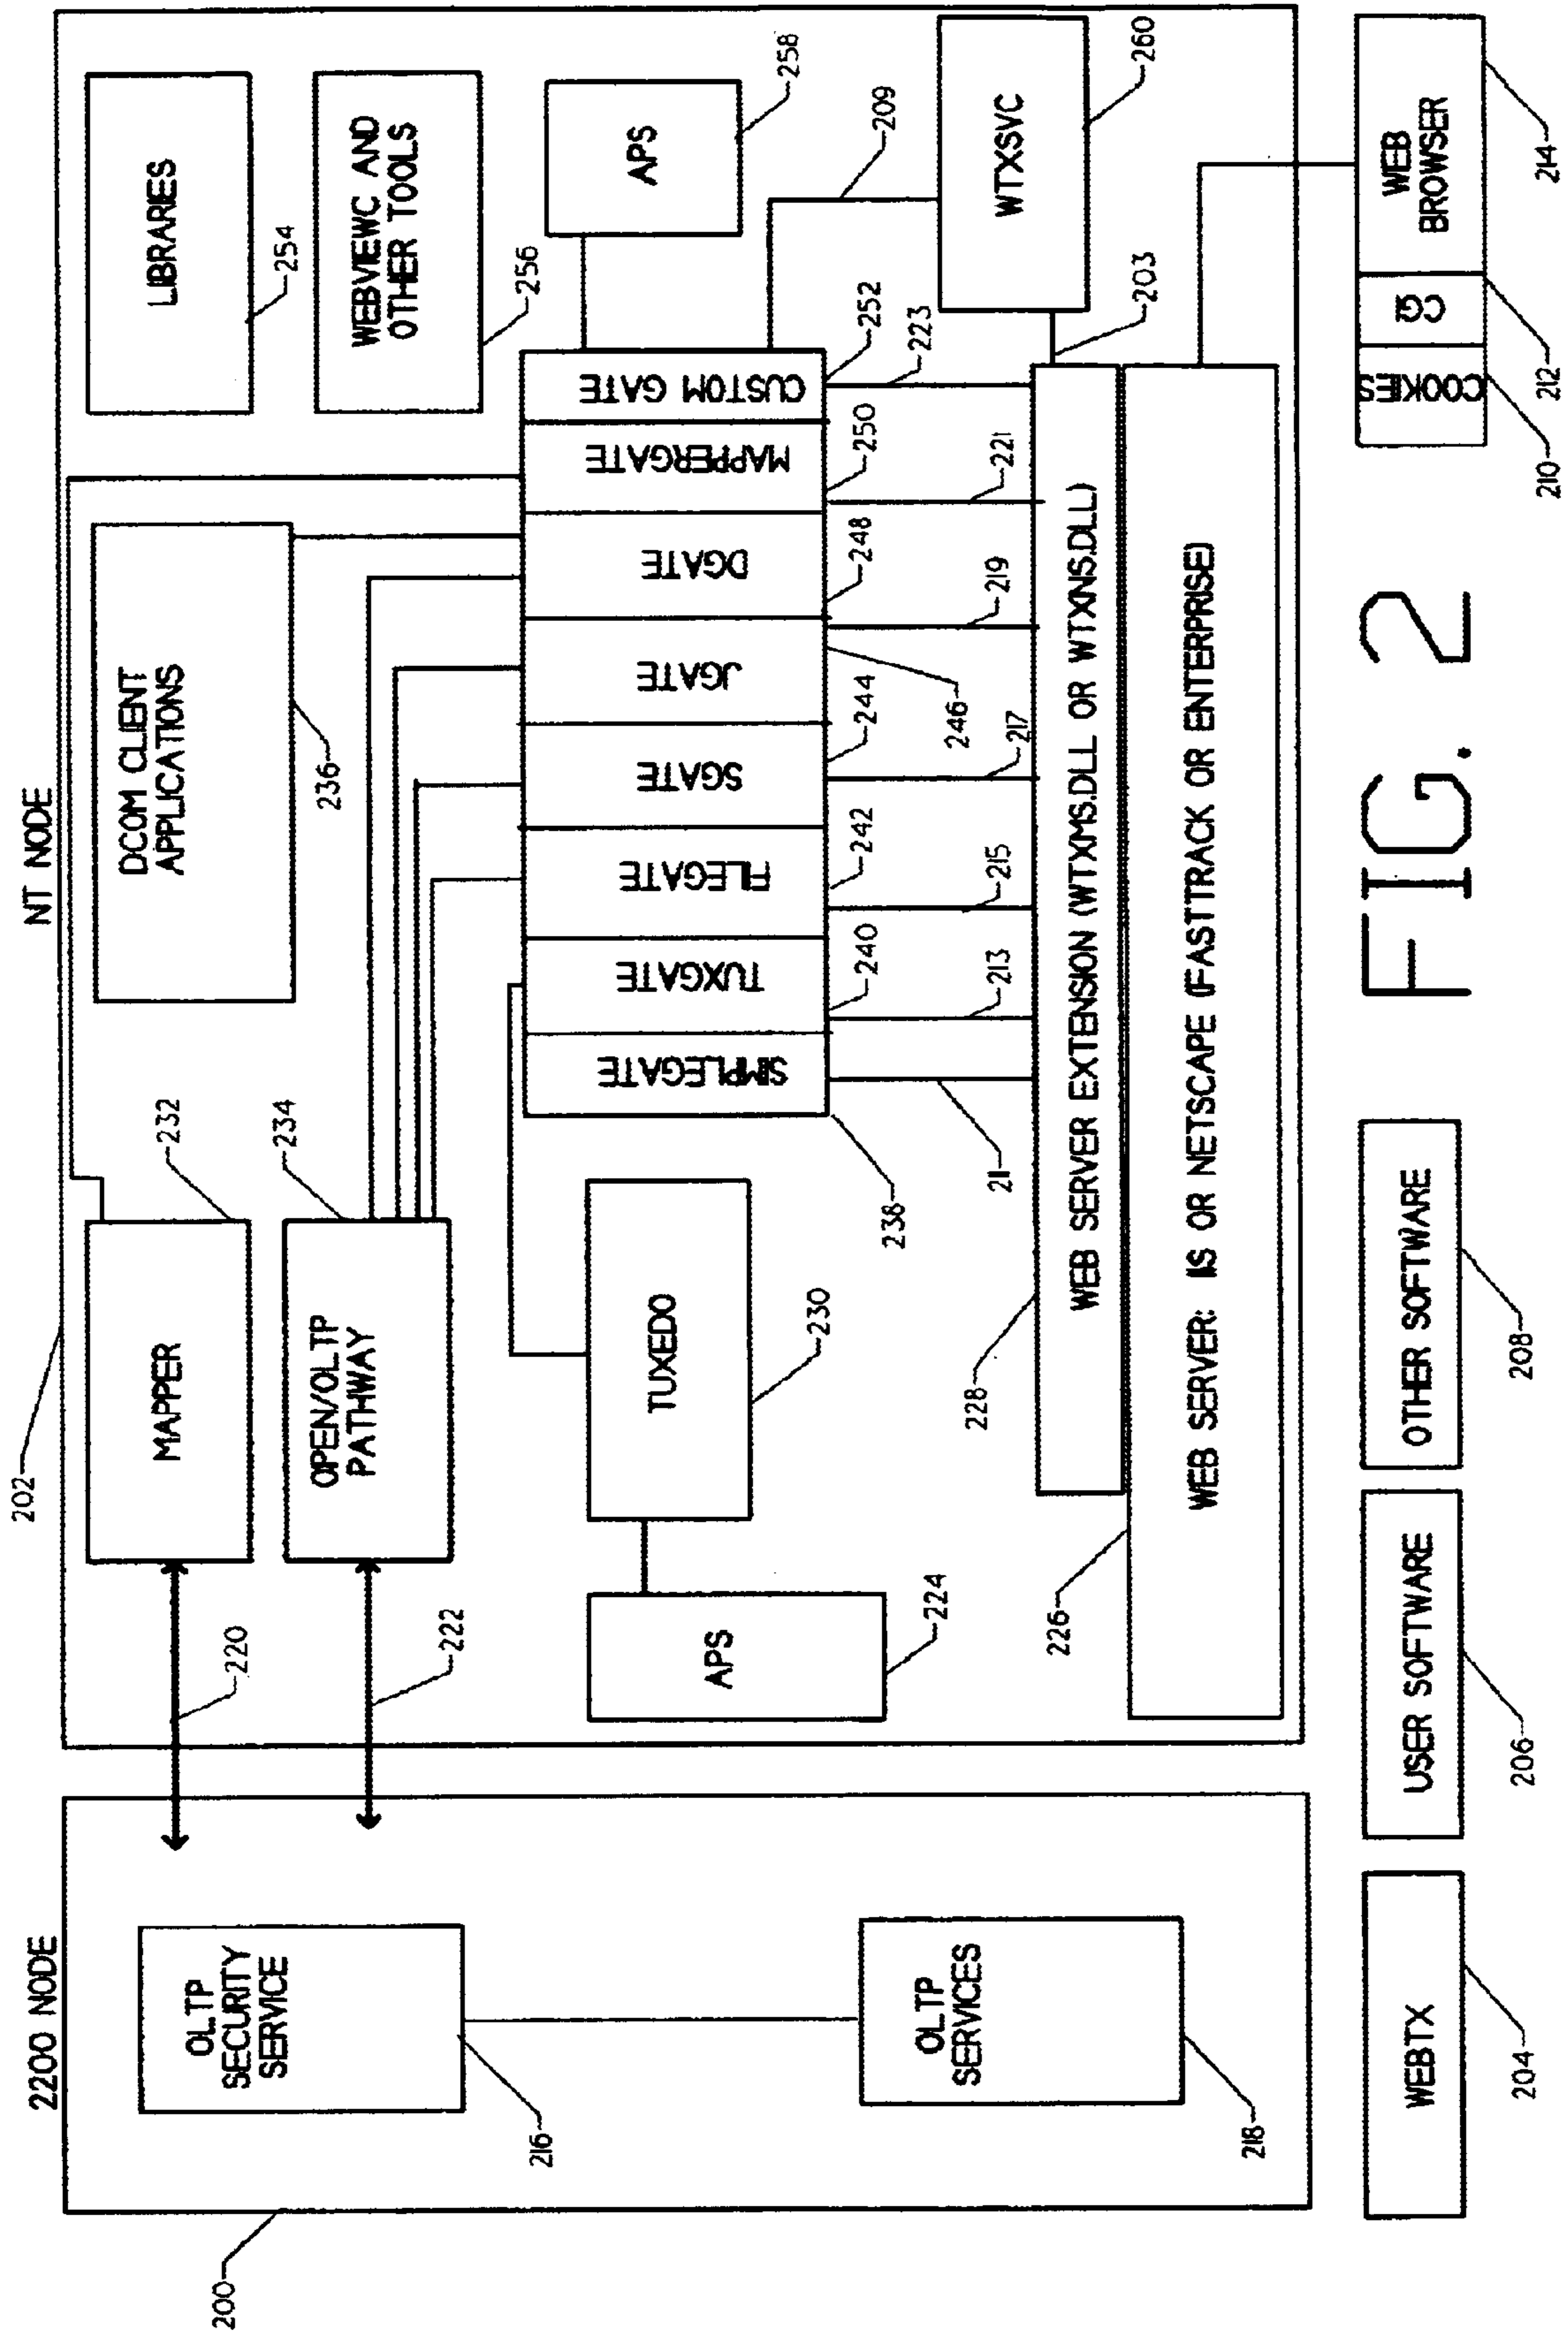 2200 NODE
NT NODE
200
202
OLTP
SECURITY
SERVICE
216
OLTP
SERVICES
218
220
222
MAPPER
232
OPEN/OLTP
PATHWAY
234
DCOM CLIENT
APPLICATIONS
236
LIBRARIES
254
WEBVIEWC AND
OTHER TOOLS
256
APS
224
TUXEDO
230
SIMPLEGATE
TUXGATE
FILEGATE
SGATE
JGATE
DGATE
MAPPERGATE
CUSTOM GATE
238
240
242
244
246
248
250
252
APS
258
209
211
213
215
217
219
221
223
WTXSVC
260
203
228
WEB SERVER EXTENSION (WTXMS.DLL OR WTXNS.DLL)
226
WEB SERVER: IIS OR NETSCAPE (FASTTRACK OR ENTERPRISE)
WEBTX
204
USER SOFTWARE
206
OTHER SOFTWARE
208
COOKIES
210
CQ
212
WEB
BROWSER
214
FIG. 2